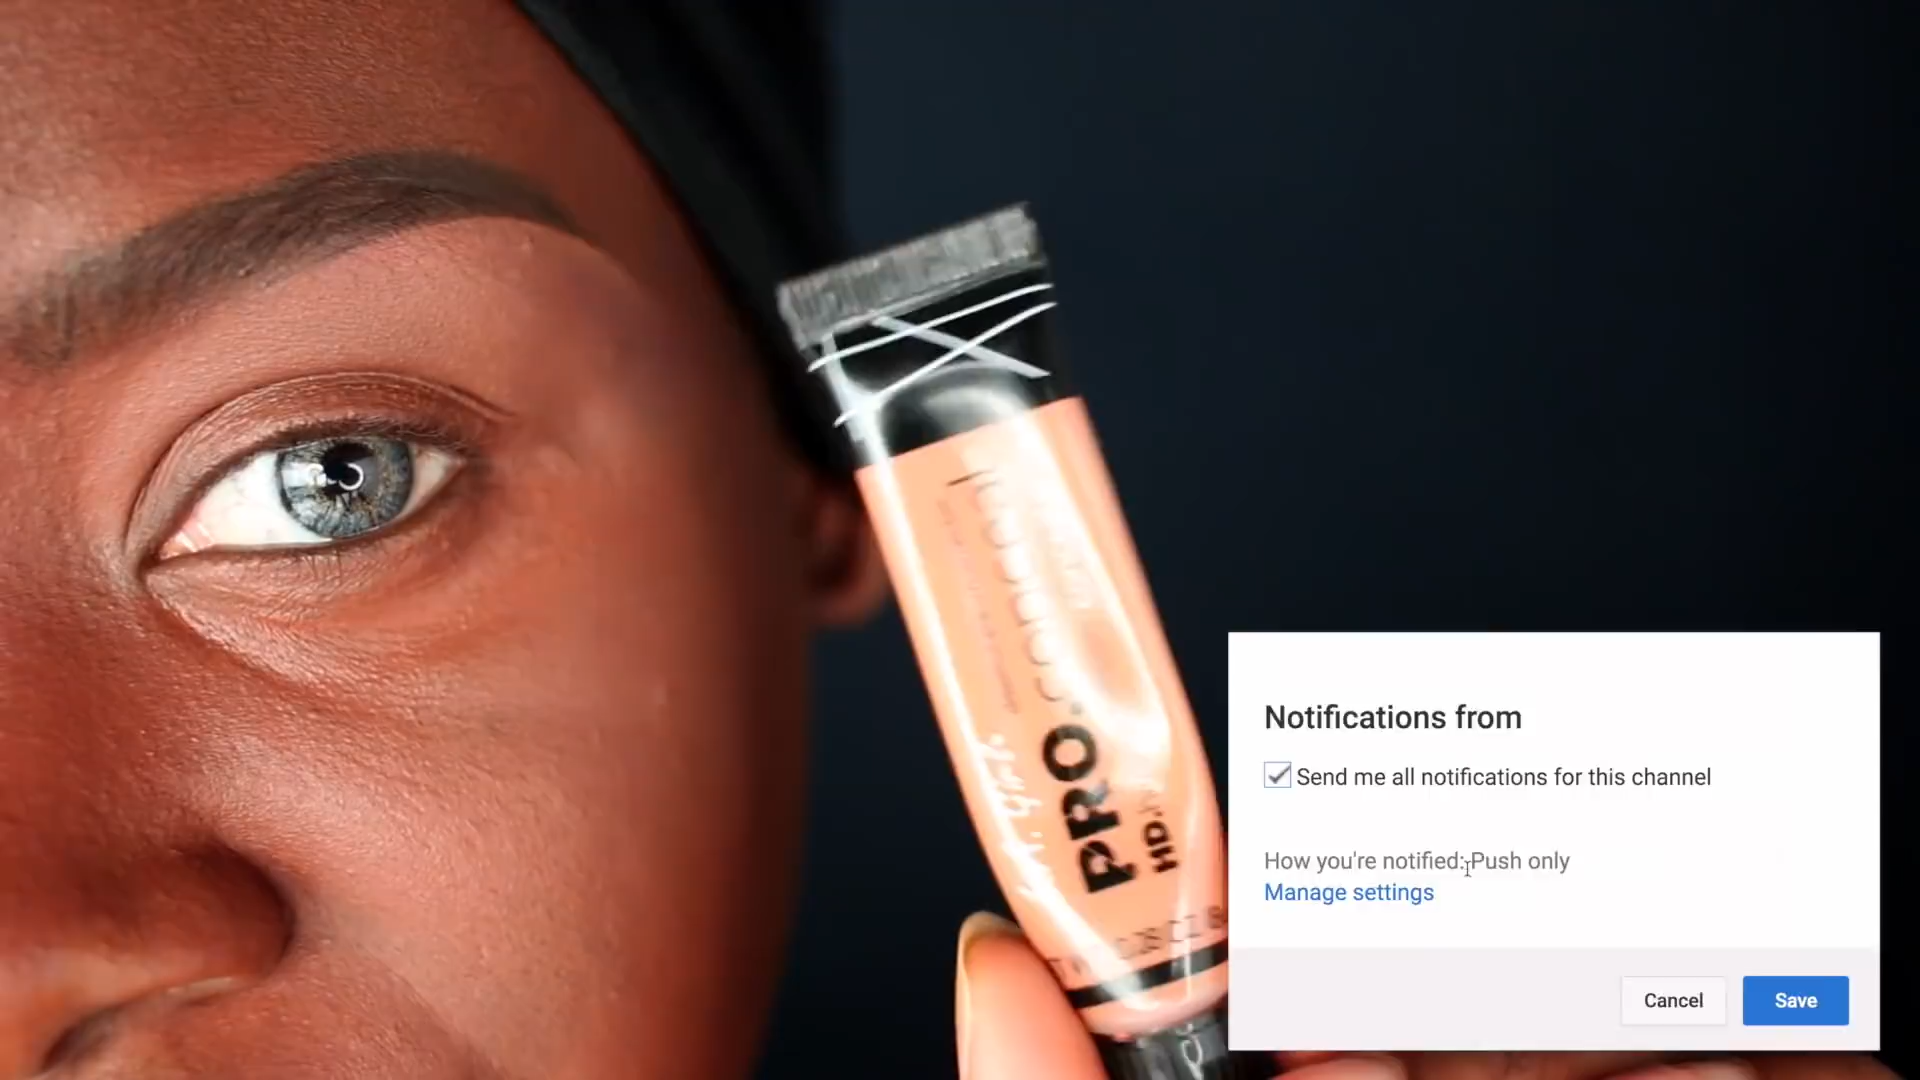 PRO.
HD.
Notifications from
Send me all notifications for this channel
How you're notified: Push only
Manage settings
Cancel
Save